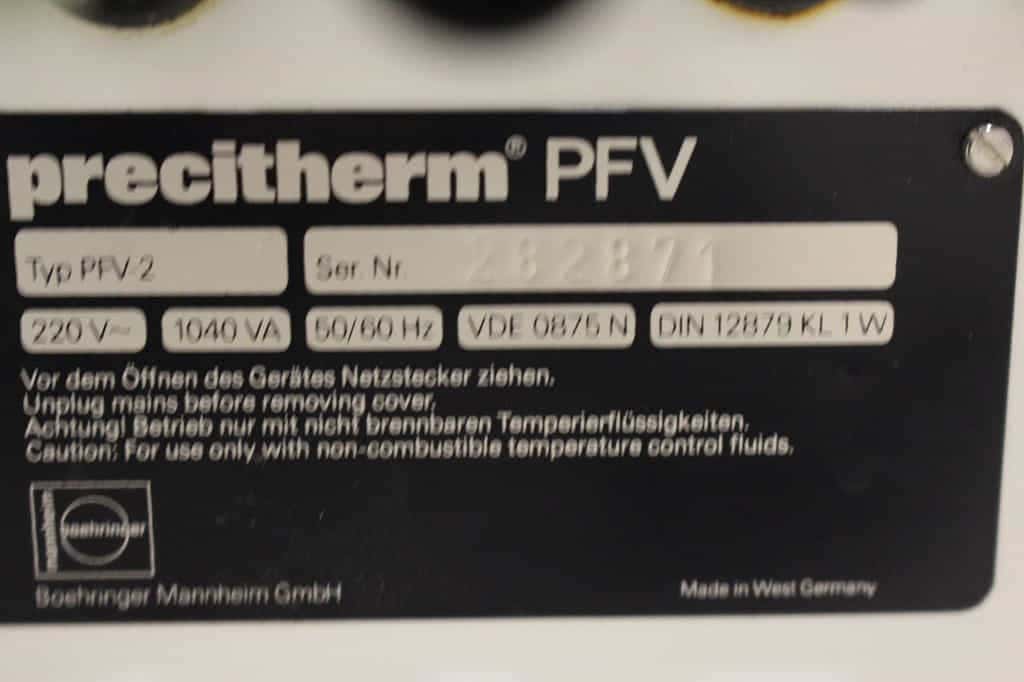 precitherm® PFV
Typ PFV-2
Ser. Nr. 282871
220 V~ 1040 VA 50/60 Hz VDE 0875 N DIN 12879 KL 1 W
Vor dem Öffnen des Gerätes Netzstecker ziehen.
Unplug mains before removing cover.
Achtung! Betrieb nur mit nicht brennbaren Temperierflüssigkeiten.
Caution: For use only with non-combustible temperature control fluids.
mannheim
boehringer
Boehringer Mannheim GmbH
Made in West Germany